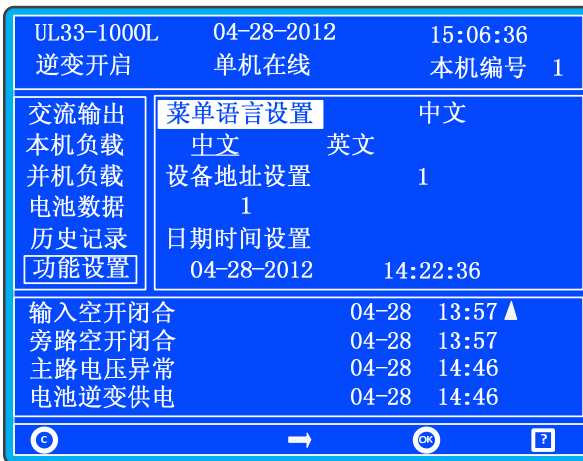 UL33-1000L 04-28-2012 15:06:36
逆变开启 单机在线 本机编号 1
交流输出 菜单语言设置 中文
本机负载 中文 英文
并机负载 设备地址设置 1
电池数据 1
历史记录 日期时间设置
功能设置 04-28-2012 14:22:36
输入空开闭合 04-28 13:57
旁路空开闭合 04-28 13:57
主路电压异常 04-28 14:46
电池逆变供电 04-28 14:46
C OK ?